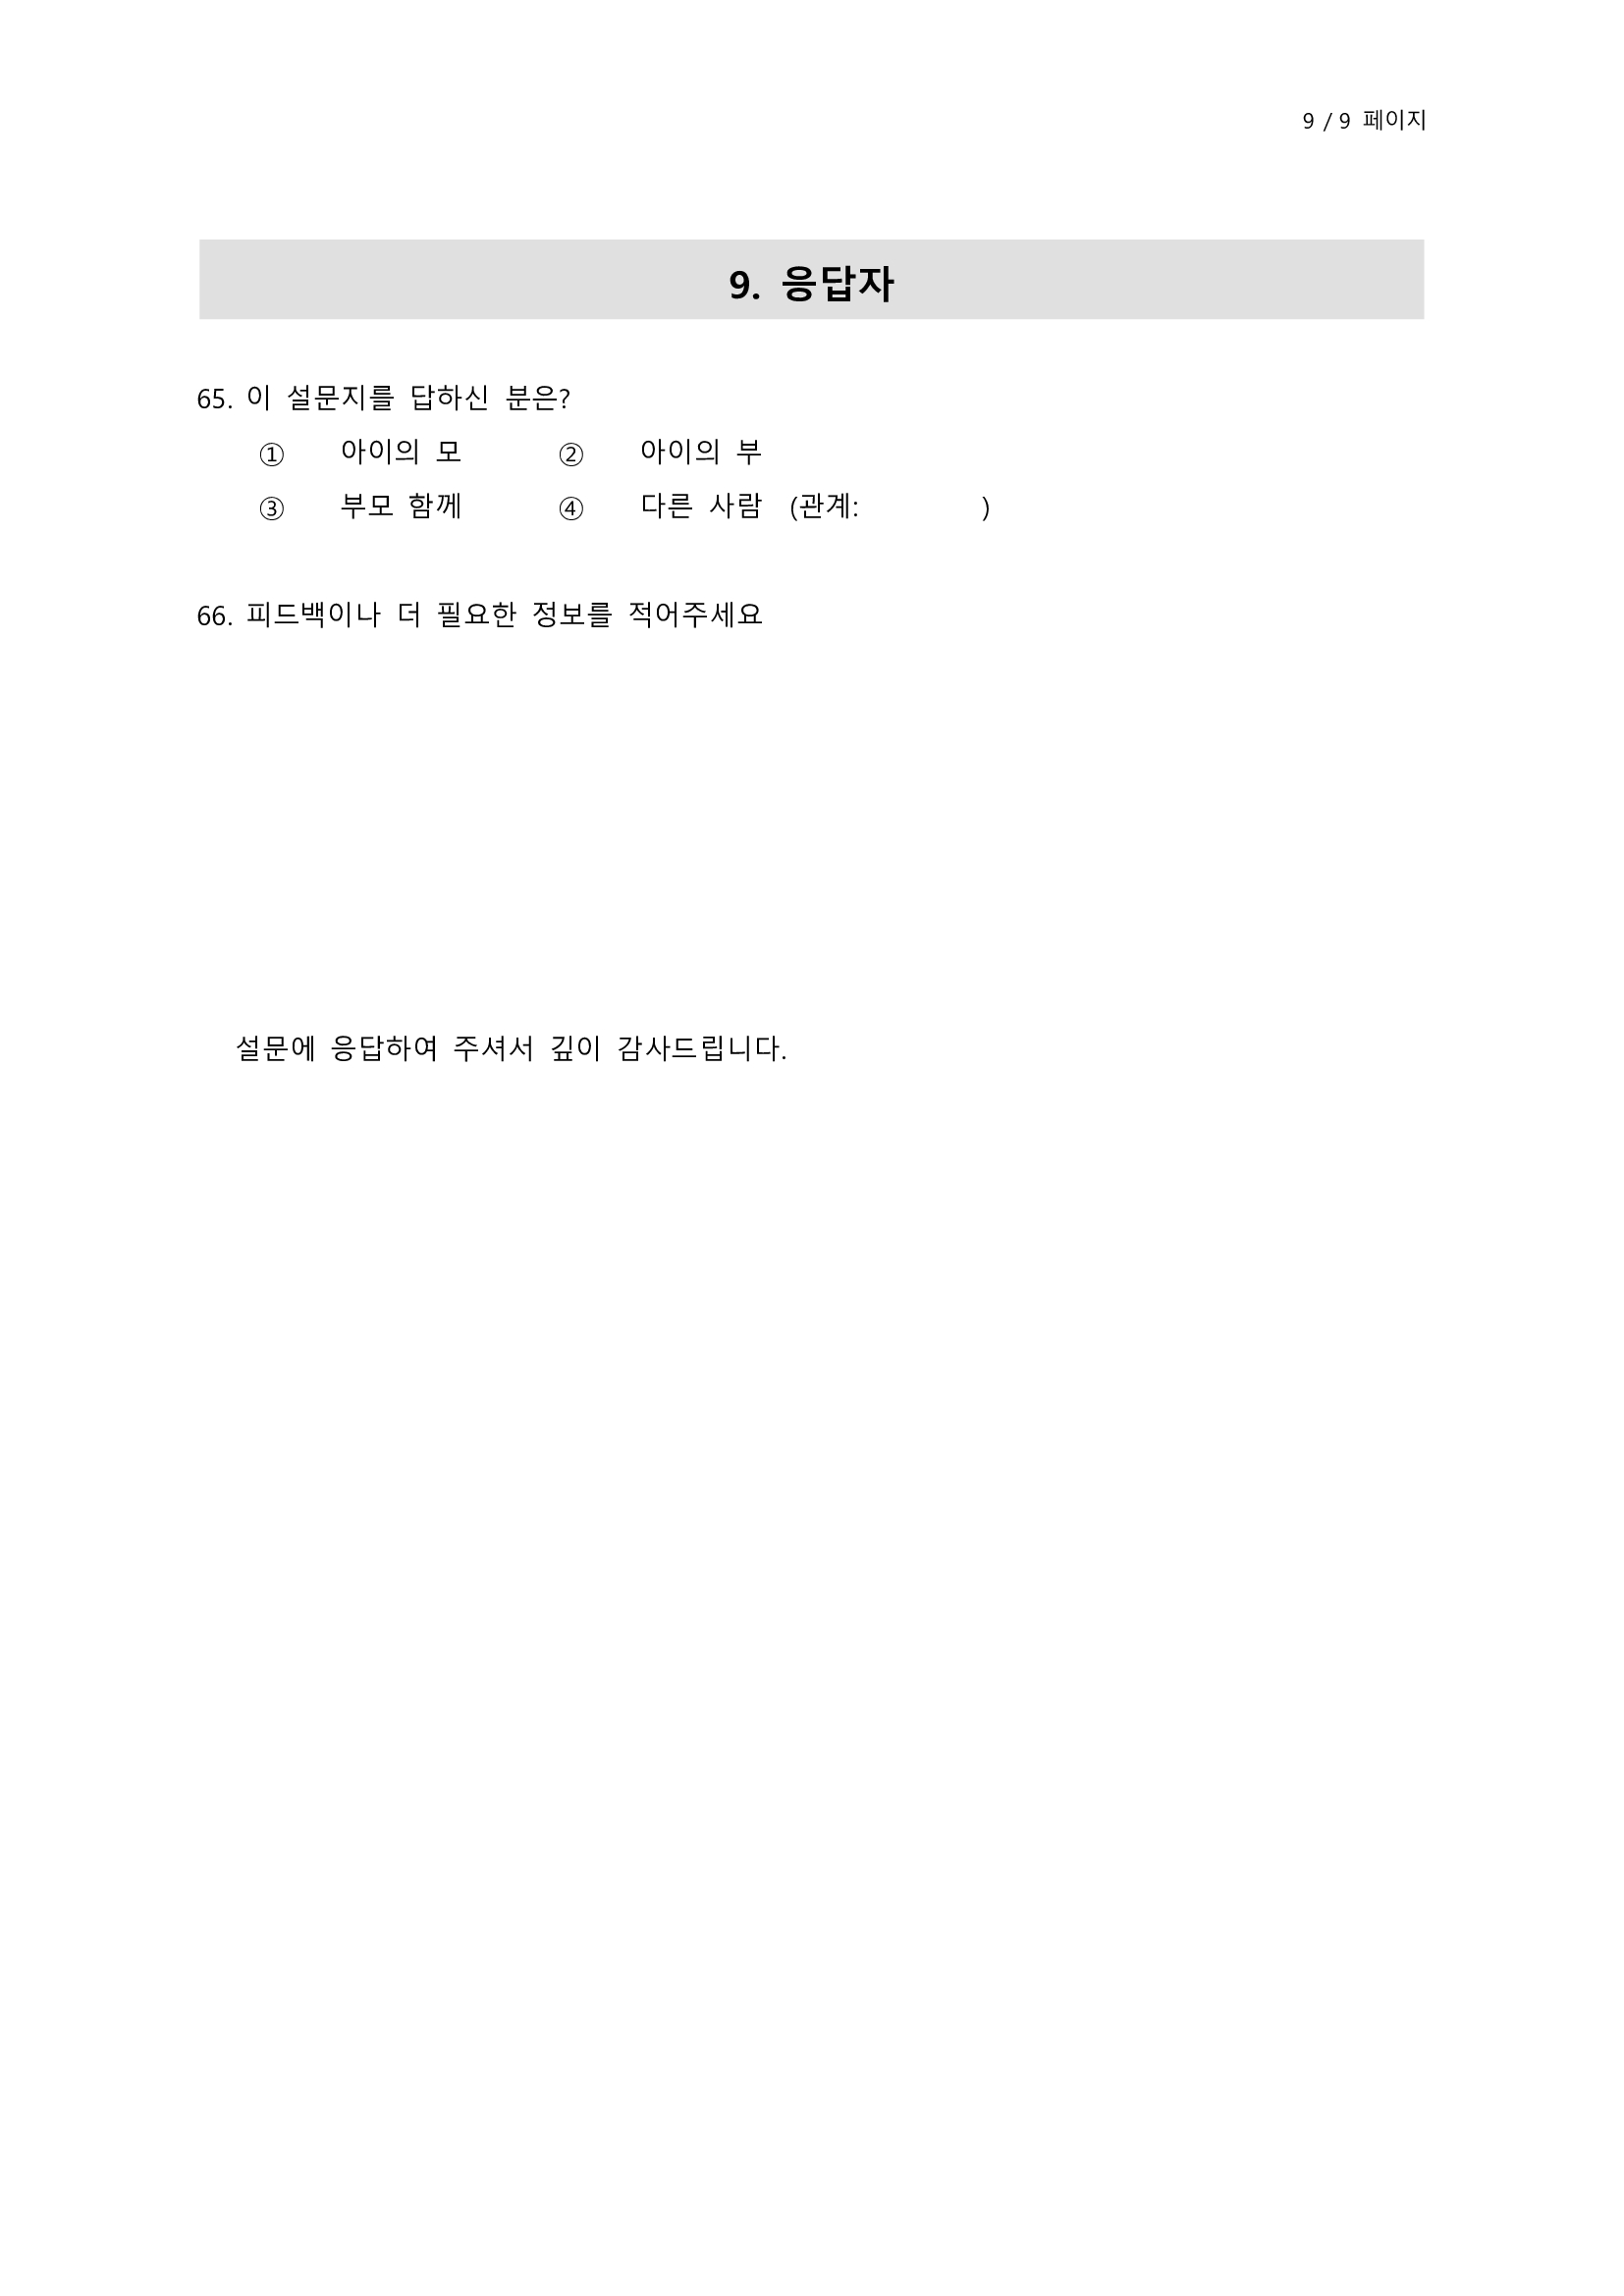 9 / 9 페이지
9. 응답자
65. 이 설문지를 답하신 분은?
① 아이의 모 ② 아이의 부
③ 부모 함께 ④ 다른 사람 (관계: )
66. 피드백이나 더 필요한 정보를 적어주세요
설문에 응답하여 주셔서 깊이 감사드립니다.